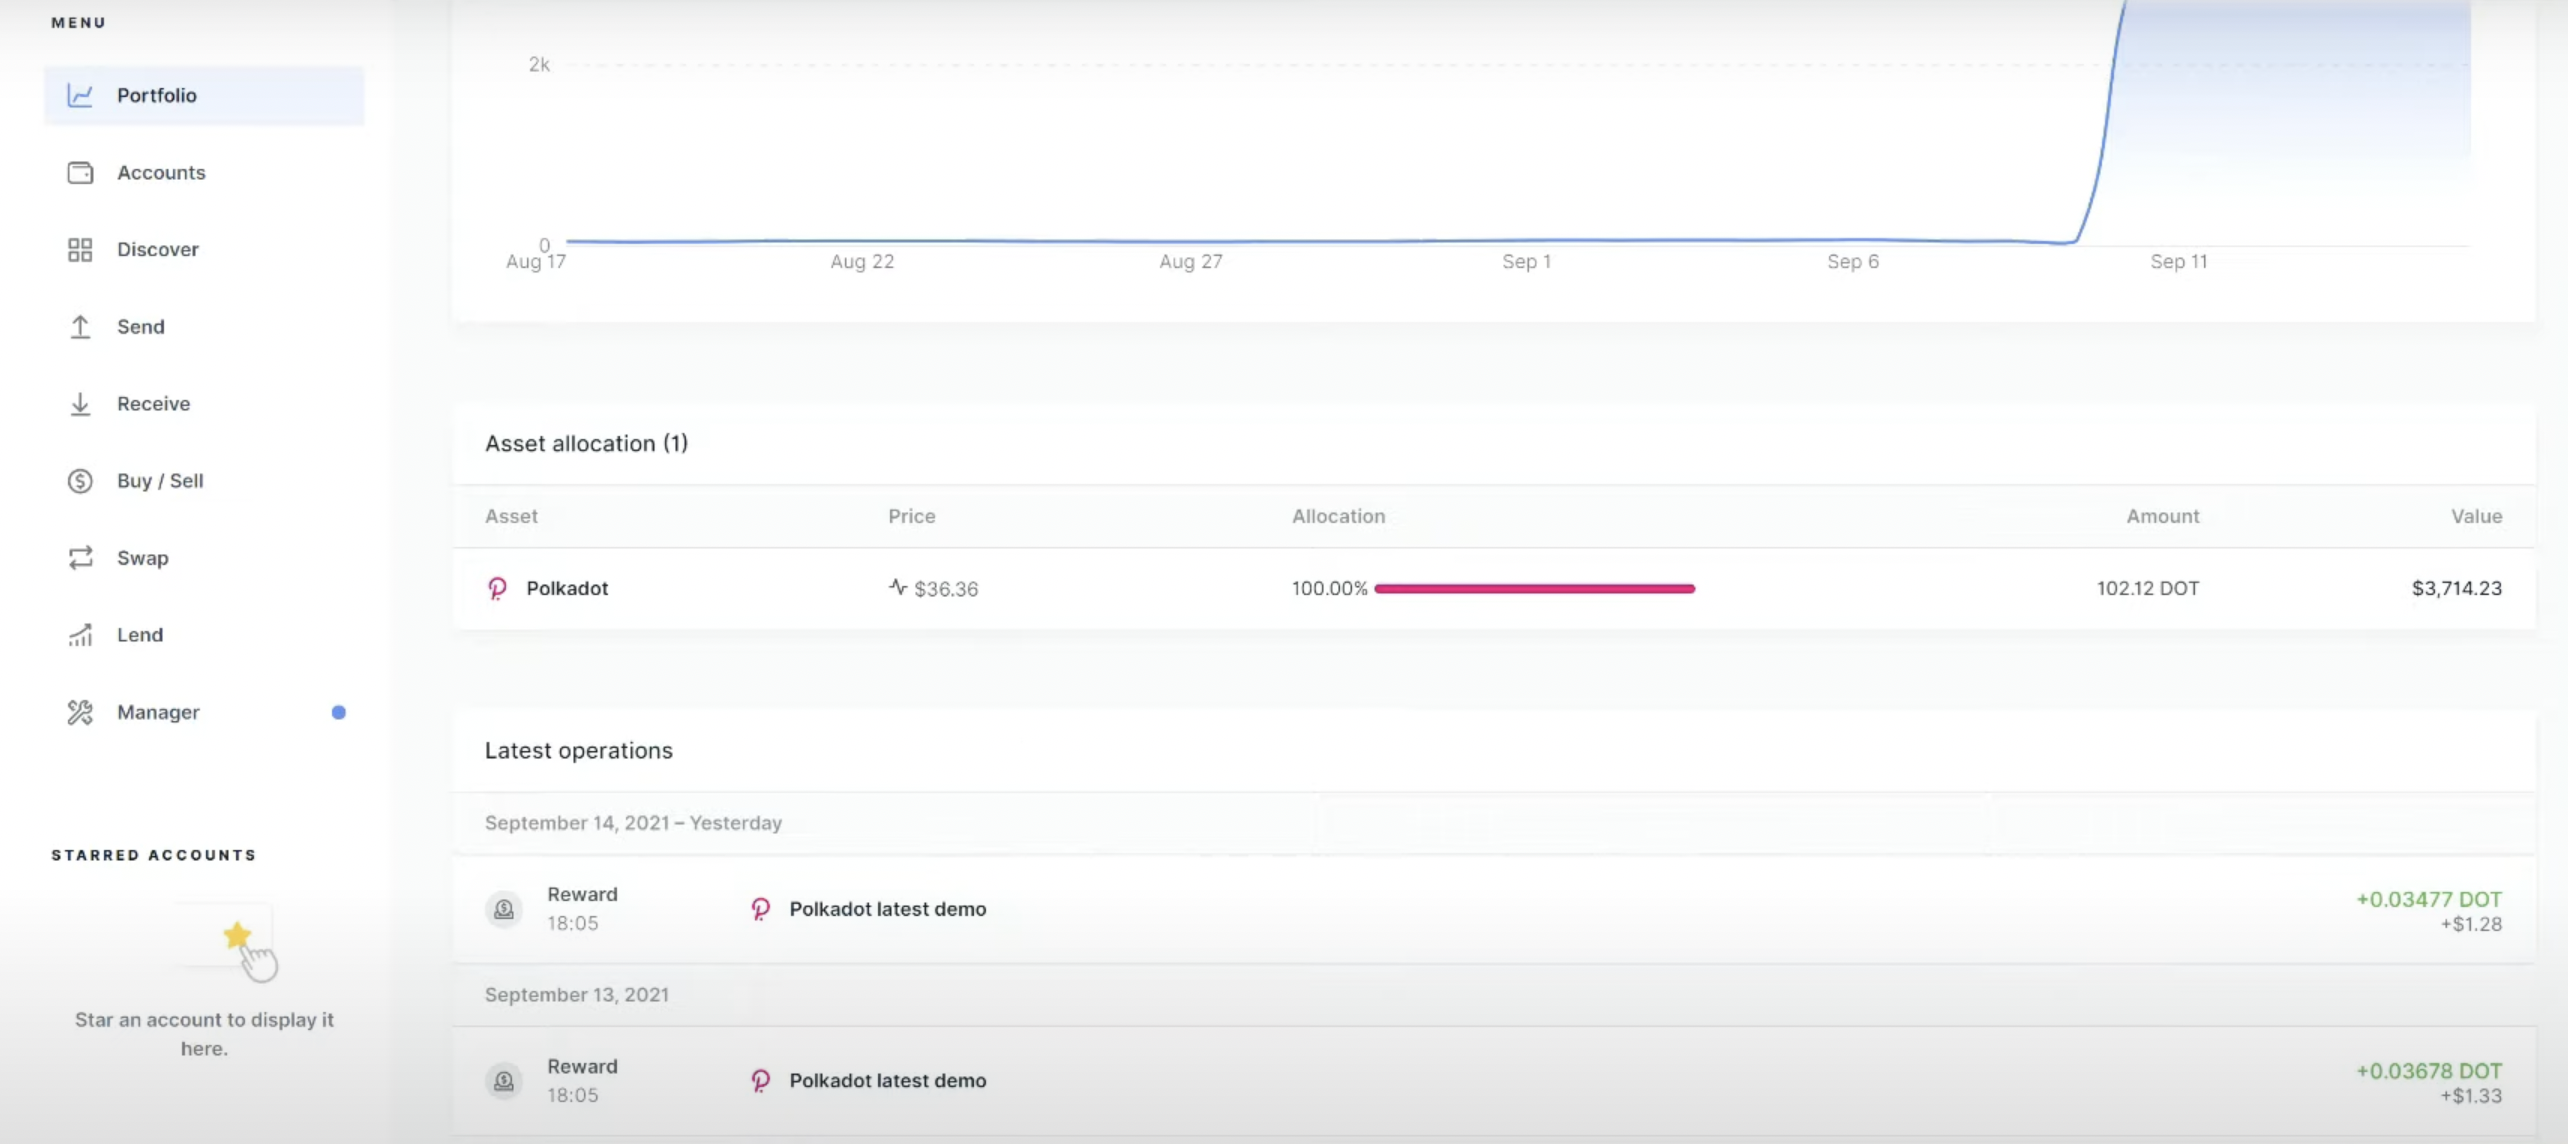 MENU
Portfolio
Accounts
Discover
Send
Receive
Buy / Sell
Swap
Lend
Manager
STARRED ACCOUNTS
Star an account to display it
here.
2k
0
Aug 17 Aug 22 Aug 27 Sep 1 Sep 6 Sep 11
Asset allocation (1)
Asset Price Allocation Amount Value
Polkadot $36.36 100.00% 102.12 DOT $3,714.23
Latest operations
September 14, 2021 – Yesterday
Reward
18:05
Polkadot latest demo
+0.03477 DOT
+$1.28
September 13, 2021
Reward
18:05
Polkadot latest demo
+0.03678 DOT
+$1.33